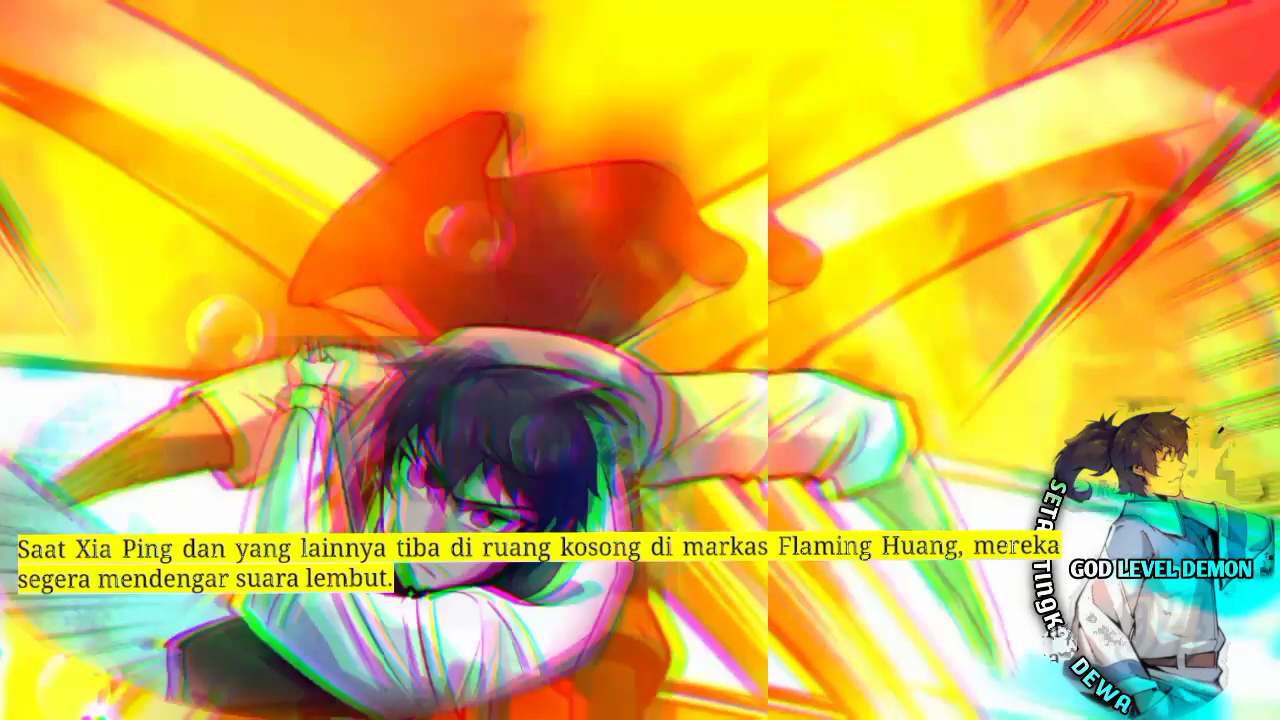 Saat Xia Ping dan yang lainnya tiba di ruang kosong di markas Flaming Huang, mereka
segera mendengar suara lembut.
GOD LEVEL DEMON
DEWA